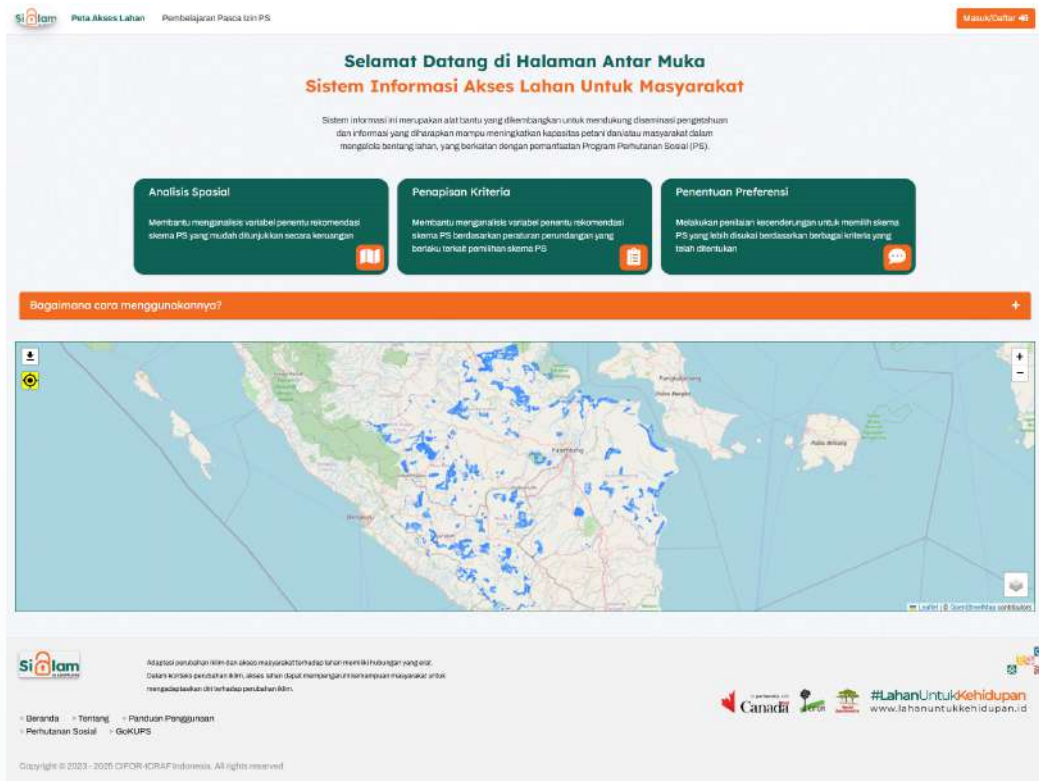 Sialam
Peta Akses Lahan
Pembelajaran Pasca Izin PS
Masuk/Daftar
Selamat Datang di Halaman Antar Muka
Sistem Informasi Akses Lahan Untuk Masyarakat
Sistem informasi ini merupakan alat bantu yang dikembangkan untuk mendukung diseminasi pengetahuan
dan informasi yang diharapkan mampu meningkatkan kapasitas petani dan/atau masyarakat dalam
mengelola bentang lahan, yang berkaitan dengan pemanfaatan Program Perhutanan Sosial (PS).
Analisis Spasial
Membantu menganalisis variabel penentu rekomendasi
skema PS yang mudah ditunjukkan secara keruangan
Penapisan Kriteria
Membantu menganalisis variabel penentu rekomendasi
skema PS berdasarkan peraturan perundangan yang
berlaku terkait pemilihan skema PS
Penentuan Preferensi
Melakukan penilaian kecenderungan untuk memilih skema
PS yang lebih disukai berdasarkan berbagai kriteria yang
telah ditentukan
Bagaimana cara menggunakannya?
+
+
−
Pangkalpinang
Pulau Bangka
Pulau Belitung
Palembang
Bengkulu
Leaflet | © OpenStreetMap contributors
Sialam
Adaptasi perubahan iklim dan akses masyarakat terhadap lahan memiliki hubungan yang erat.
Dalam konteks perubahan iklim, akses lahan dapat mempengaruhi kemampuan masyarakat untuk
mengadaptasikan diri terhadap perubahan iklim.
Canada
#LahanUntukKehidupan
www.lahanuntukkehidupan.id
Beranda
Tentang
Panduan Penggunaan
Perhutanan Sosial
GoKUPS
Copyright © 2023 - 2025 CIFOR-ICRAF Indonesia. All rights reserved